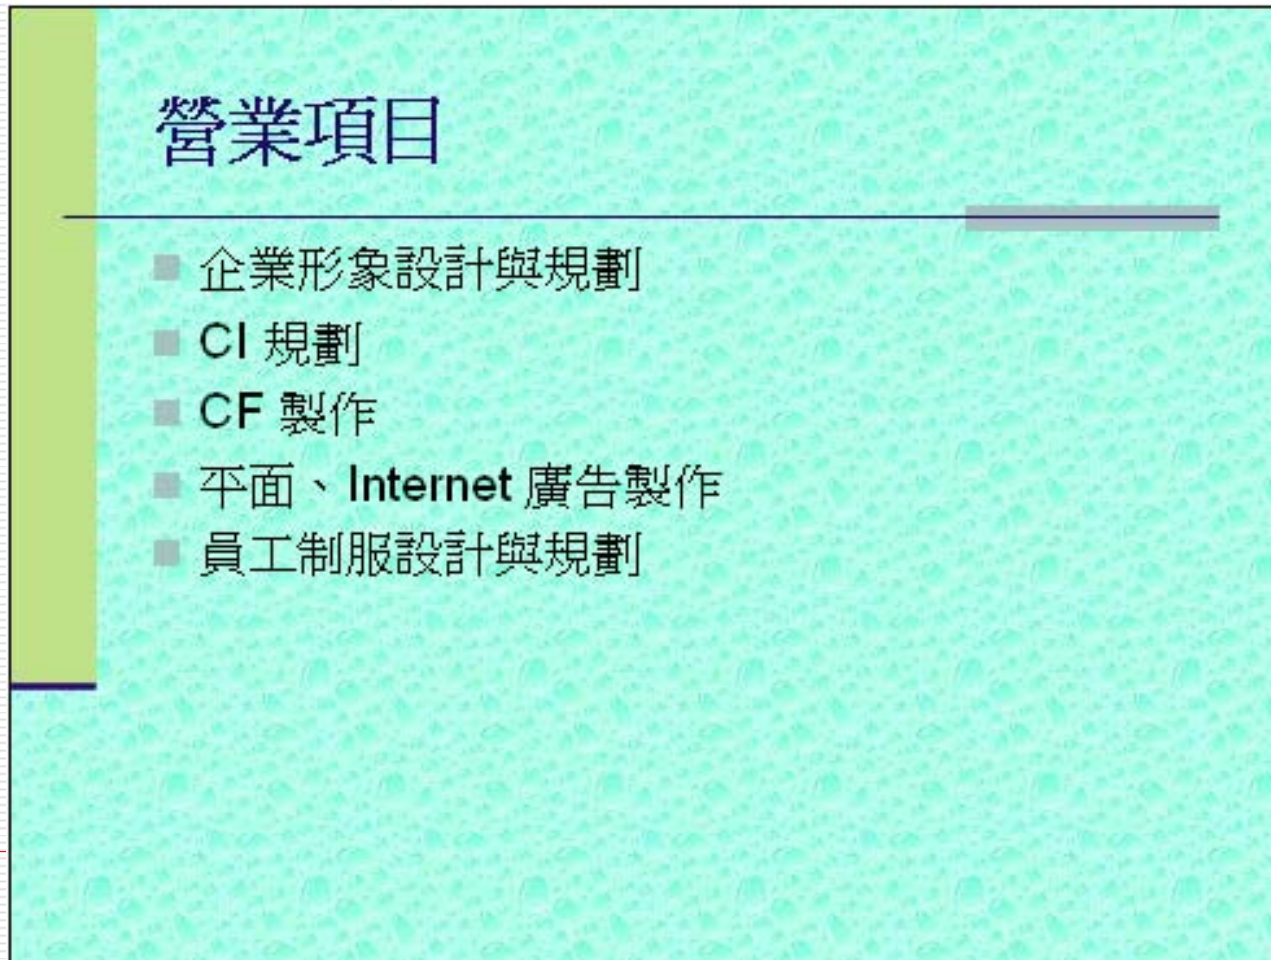 營業項目
企業形象設計與規劃
CI 規劃
CF 製作
平面、Internet 廣告製作
員工制服設計與規劃